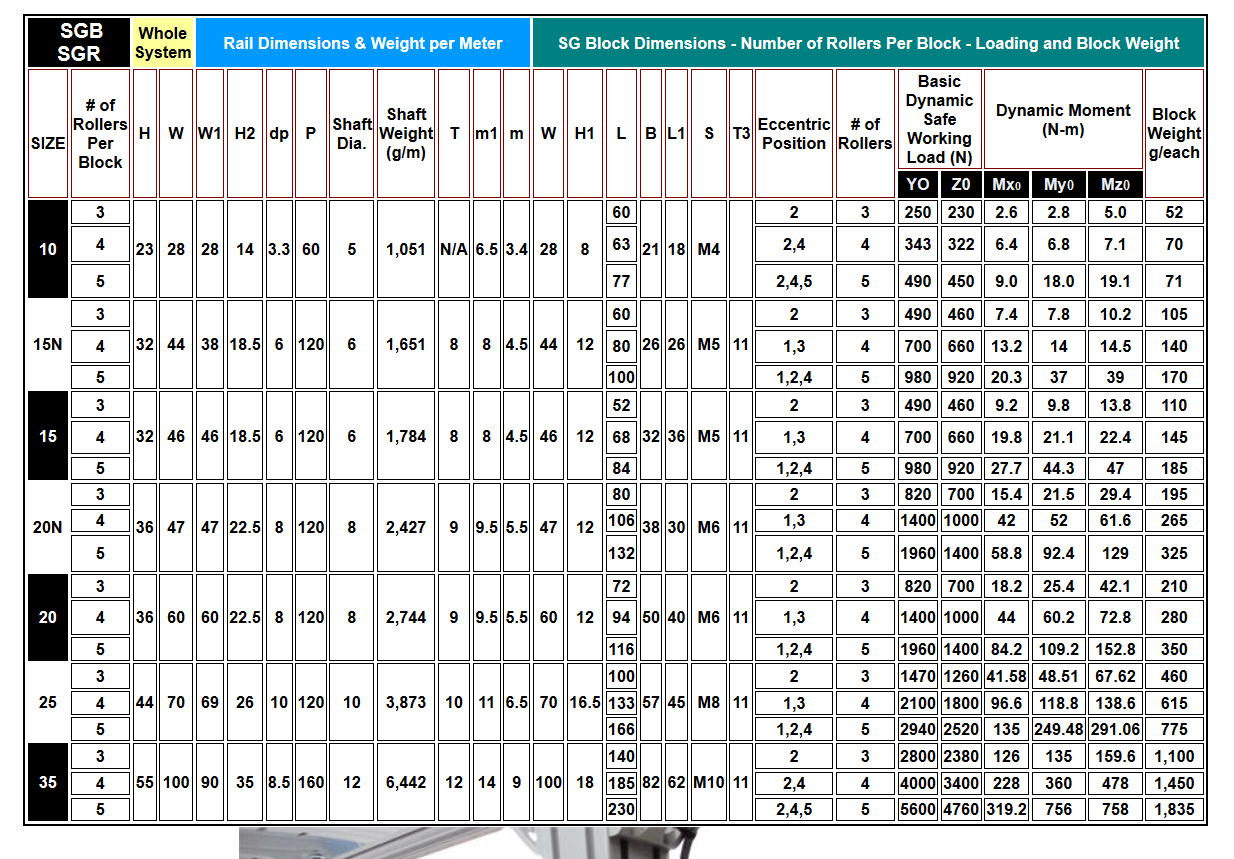 SGB SGR | Whole System | Rail Dimensions & Weight per Meter | SG Block Dimensions - Number of Rollers Per Block - Loading and Block Weight
SIZE | # of Rollers Per Block | H | W | W1 | H2 | dp | P | Shaft Dia. | Shaft Weight (g/m) | T | m1 | m | W | H1 | L | B | L1 | S | T3 | Eccentric Position | # of Rollers | Basic Dynamic Safe Working Load (N) | Dynamic Moment (N-m) | Block Weight g/each
YO | Z0 | Mx0 | My0 | Mz0
3 | 60 | 2 | 3 | 250 | 230 | 2.6 | 2.8 | 5.0 | 52
10 | 4 | 23 | 28 | 28 | 14 | 3.3 | 60 | 5 | 1,051 | N/A | 6.5 | 3.4 | 28 | 8 | 63 | 21 | 18 | M4 | 2,4 | 4 | 343 | 322 | 6.4 | 6.8 | 7.1 | 70
5 | 77 | 2,4,5 | 5 | 490 | 450 | 9.0 | 18.0 | 19.1 | 71
3 | 60 | 2 | 3 | 490 | 460 | 7.4 | 7.8 | 10.2 | 105
15N | 4 | 32 | 44 | 38 | 18.5 | 6 | 120 | 6 | 1,651 | 8 | 8 | 4.5 | 44 | 12 | 80 | 26 | 26 | M5 | 11 | 1,3 | 4 | 700 | 660 | 13.2 | 14 | 14.5 | 140
5 | 100 | 1,2,4 | 5 | 980 | 920 | 20.3 | 37 | 39 | 170
3 | 52 | 2 | 3 | 490 | 460 | 9.2 | 9.8 | 13.8 | 110
15 | 4 | 32 | 46 | 46 | 18.5 | 6 | 120 | 6 | 1,784 | 8 | 8 | 4.5 | 46 | 12 | 68 | 32 | 36 | M5 | 11 | 1,3 | 4 | 700 | 660 | 19.8 | 21.1 | 22.4 | 145
5 | 84 | 1,2,4 | 5 | 980 | 920 | 27.7 | 44.3 | 47 | 185
3 | 80 | 2 | 3 | 820 | 700 | 15.4 | 21.5 | 29.4 | 195
20N | 4 | 36 | 47 | 47 | 22.5 | 8 | 120 | 8 | 2,427 | 9 | 9.5 | 5.5 | 47 | 12 | 106 | 38 | 30 | M6 | 11 | 1,3 | 4 | 1400 | 1000 | 42 | 52 | 61.6 | 265
5 | 132 | 1,2,4 | 5 | 1960 | 1400 | 58.8 | 92.4 | 129 | 325
3 | 72 | 2 | 3 | 820 | 700 | 18.2 | 25.4 | 42.1 | 210
20 | 4 | 36 | 60 | 60 | 22.5 | 8 | 120 | 8 | 2,744 | 9 | 9.5 | 5.5 | 60 | 12 | 94 | 50 | 40 | M6 | 11 | 1,3 | 4 | 1400 | 1000 | 44 | 60.2 | 72.8 | 280
5 | 116 | 1,2,4 | 5 | 1960 | 1400 | 84.2 | 109.2 | 152.8 | 350
3 | 100 | 2 | 3 | 1470 | 1260 | 41.58 | 48.51 | 67.62 | 460
25 | 4 | 44 | 70 | 69 | 26 | 10 | 120 | 10 | 3,873 | 10 | 11 | 6.5 | 70 | 16.5 | 133 | 57 | 45 | M8 | 11 | 1,3 | 4 | 2100 | 1800 | 96.6 | 118.8 | 138.6 | 615
5 | 166 | 1,2,4 | 5 | 2940 | 2520 | 135 | 249.48 | 291.06 | 775
3 | 140 | 2 | 3 | 2800 | 2380 | 126 | 135 | 159.6 | 1,100
35 | 4 | 55 | 100 | 90 | 35 | 8.5 | 160 | 12 | 6,442 | 12 | 14 | 9 | 100 | 18 | 185 | 82 | 62 | M10 | 11 | 2,4 | 4 | 4000 | 3400 | 228 | 360 | 478 | 1,450
5 | 230 | 2,4,5 | 5 | 5600 | 4760 | 319.2 | 756 | 758 | 1,835